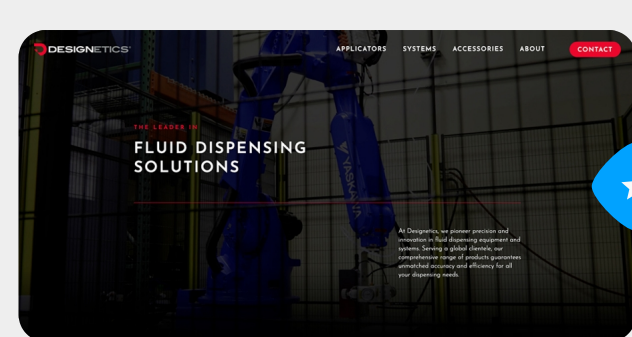 DESIGNETICS
APPLICATORS SYSTEMS ACCESSORIES ABOUT CONTACT
THE LEADER IN
FLUID DISPENSING
SOLUTIONS
YASKAWA
At Designetics, we pioneer precision and
innovation in fluid dispensing equipment and
systems. Serving a global clientele, our
comprehensive range of products guarantees
unmatched accuracy and efficiency for all
your dispensing needs.